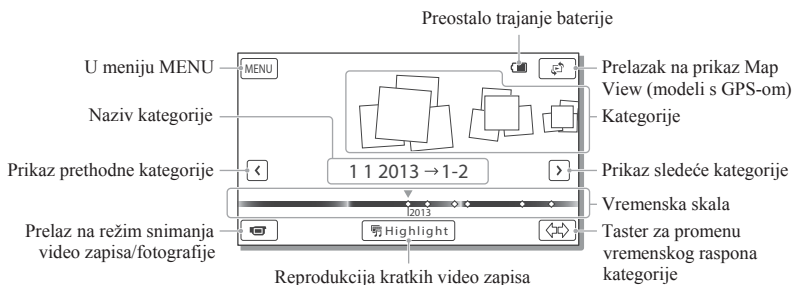 Preostalo trajanje baterije
U meniju MENU
MENU
Prelazak na prikaz Map
View (modeli s GPS-om)
Naziv kategorije
Kategorije
Prikaz prethodne kategorije
1 1 2013 →1-2
Prikaz sledeće kategorije
Vremenska skala
2013
Prelaz na režim snimanja
video zapisa/fotografije
Highlight
Taster za promenu
vremenskog raspona
kategorije
Reprodukcija kratkih video zapisa